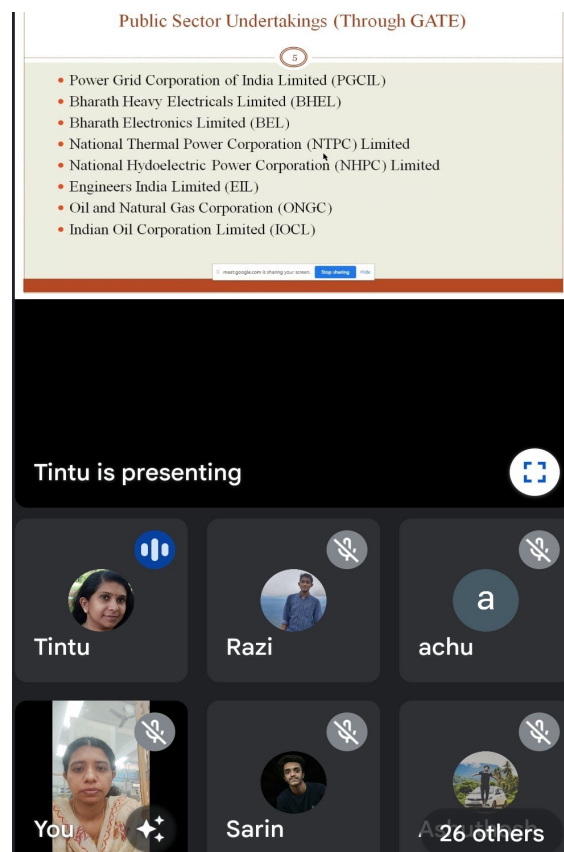 Public Sector Undertakings (Through GATE)
5
• Power Grid Corporation of India Limited (PGCIL)
• Bharath Heavy Electricals Limited (BHEL)
• Bharath Electronics Limited (BEL)
• National Thermal Power Corporation (NTPC) Limited
• National Hydoelectric Power Corporation (NHPC) Limited
• Engineers India Limited (EIL)
• Oil and Natural Gas Corporation (ONGC)
• Indian Oil Corporation Limited (IOCL)
meet.google.com is sharing your screen. Stop sharing Hide
Tintu is presenting
Tintu Razi a achu
You Sarin 26 others